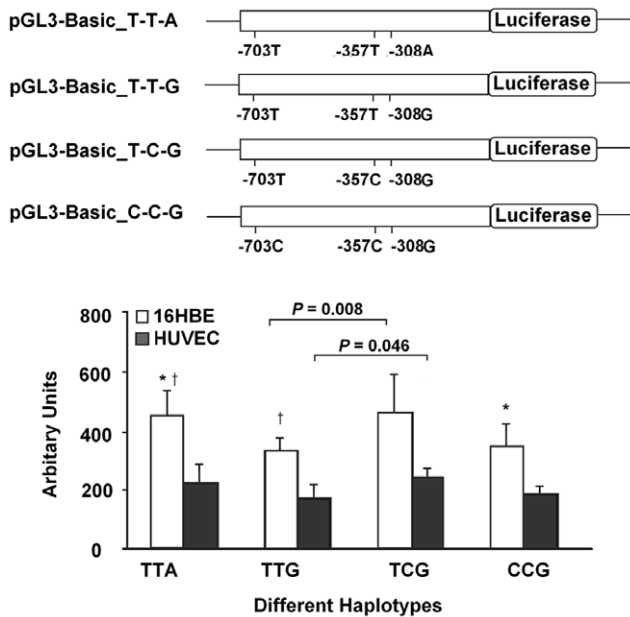 pGL3-Basic_T-T-A Luciferase
-703T -357T -308A
pGL3-Basic_T-T-G Luciferase
-703T -357T -308G
pGL3-Basic_T-C-G Luciferase
-703T -357C -308G
pGL3-Basic_C-C-G Luciferase
-703C -357C -308G
800
600
400
200
0
Arbitary Units
16HBE
HUVEC
P = 0.008
P = 0.046
* †
†
*
TTA TTG TCG CCG
Different Haplotypes